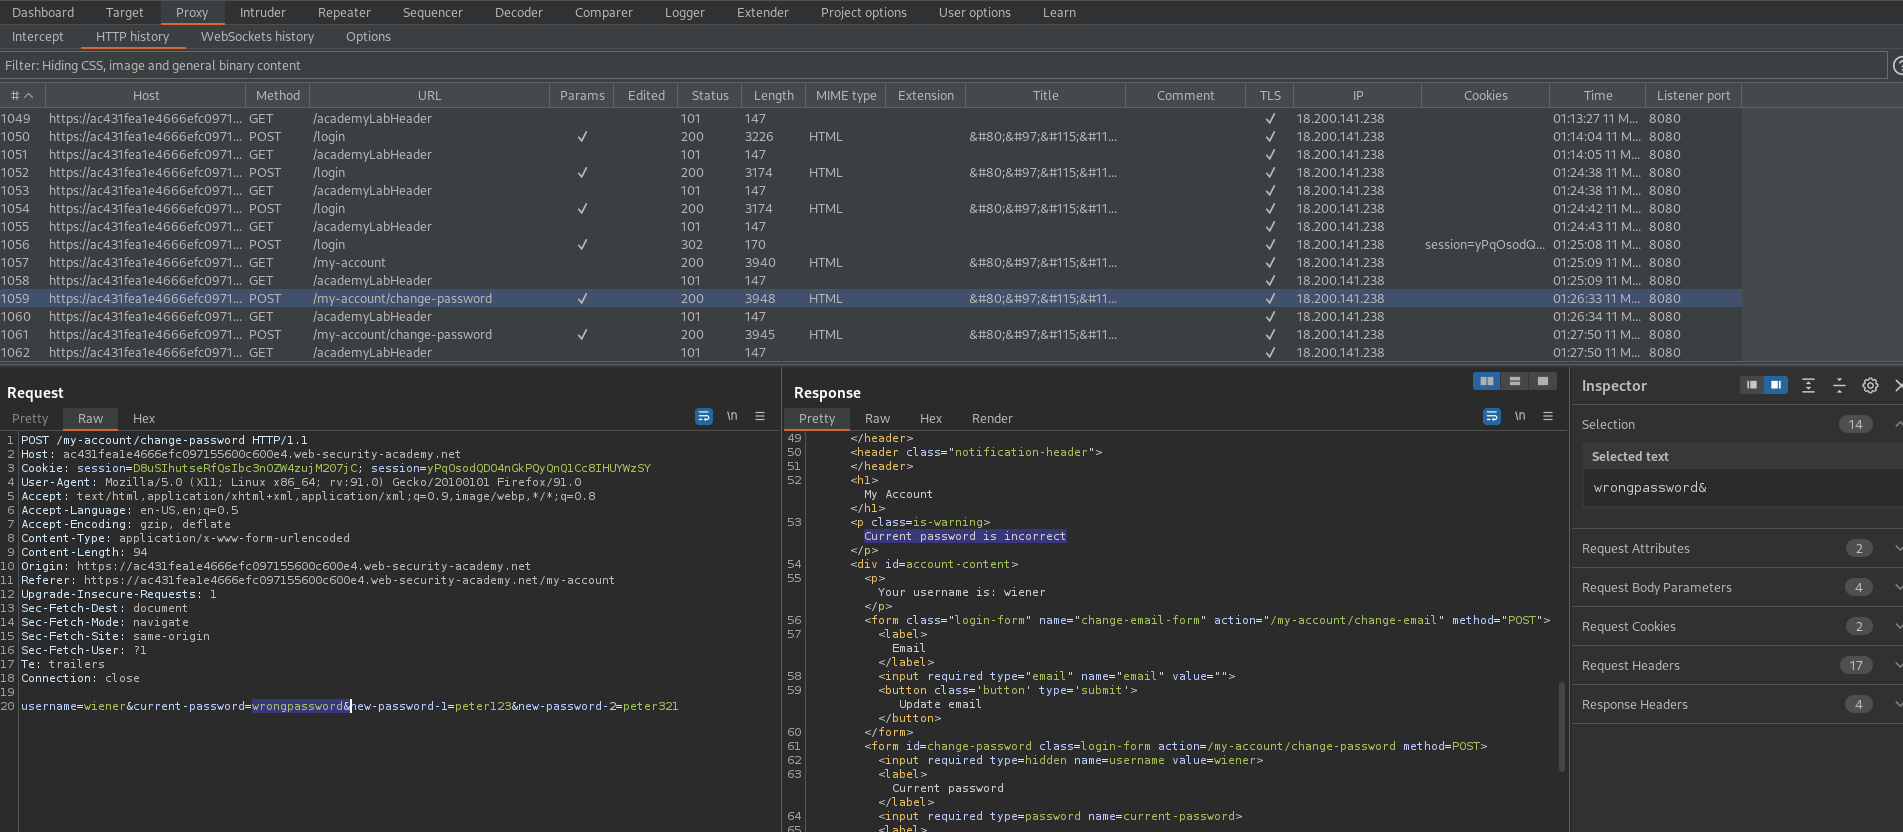 Dashboard Target Proxy Intruder Repeater Sequencer Decoder Comparer Logger Extender Project options User options Learn
Intercept HTTP history WebSockets history Options
Filter: Hiding CSS, image and general binary content
# Host Method URL Params Edited Status Length MIME type Extension Title Comment TLS IP Cookies Time Listener port
1049 https://ac431fea1e4666efc0971... GET /academyLabHeader 101 147 ✓ 18.200.141.238 01:13:27 11 M... 8080
1050 https://ac431fea1e4666efc0971... POST /login ✓ 200 3226 HTML &#80;&#97;&#115;&#11... ✓ 18.200.141.238 01:14:04 11 M... 8080
1051 https://ac431fea1e4666efc0971... GET /academyLabHeader 101 147 ✓ 18.200.141.238 01:14:05 11 M... 8080
1052 https://ac431fea1e4666efc0971... POST /login ✓ 200 3174 HTML &#80;&#97;&#115;&#11... ✓ 18.200.141.238 01:24:38 11 M... 8080
1053 https://ac431fea1e4666efc0971... GET /academyLabHeader 101 147 ✓ 18.200.141.238 01:24:38 11 M... 8080
1054 https://ac431fea1e4666efc0971... POST /login ✓ 200 3174 HTML &#80;&#97;&#115;&#11... ✓ 18.200.141.238 01:24:42 11 M... 8080
1055 https://ac431fea1e4666efc0971... GET /academyLabHeader 101 147 ✓ 18.200.141.238 01:24:43 11 M... 8080
1056 https://ac431fea1e4666efc0971... POST /login ✓ 302 170 ✓ 18.200.141.238 session=yPqOsodQ... 01:25:08 11 M... 8080
1057 https://ac431fea1e4666efc0971... GET /my-account 200 3940 HTML &#80;&#97;&#115;&#11... ✓ 18.200.141.238 01:25:09 11 M... 8080
1058 https://ac431fea1e4666efc0971... GET /academyLabHeader 101 147 ✓ 18.200.141.238 01:25:09 11 M... 8080
1059 https://ac431fea1e4666efc0971... POST /my-account/change-password ✓ 200 3948 HTML &#80;&#97;&#115;&#11... ✓ 18.200.141.238 01:26:33 11 M... 8080
1060 https://ac431fea1e4666efc0971... GET /academyLabHeader 101 147 ✓ 18.200.141.238 01:26:34 11 M... 8080
1061 https://ac431fea1e4666efc0971... POST /my-account/change-password ✓ 200 3945 HTML &#80;&#97;&#115;&#11... ✓ 18.200.141.238 01:27:50 11 M... 8080
1062 https://ac431fea1e4666efc0971... GET /academyLabHeader 101 147 ✓ 18.200.141.238 01:27:50 11 M... 8080
Request
Pretty Raw Hex \n
1 POST /my-account/change-password HTTP/1.1
2 Host: ac431fea1e4666efc097155600c600e4.web-security-academy.net
3 Cookie: session=D8uSIhutseRfQsIbc3nOZW4zujM207jC; session=yPqOsodQDO4nGkPQyQnQlCc8IHUYWzSY
4 User-Agent: Mozilla/5.0 (X11; Linux x86_64; rv:91.0) Gecko/20100101 Firefox/91.0
5 Accept: text/html,application/xhtml+xml,application/xml;q=0.9,image/webp,*/*;q=0.8
6 Accept-Language: en-US,en;q=0.5
7 Accept-Encoding: gzip, deflate
8 Content-Type: application/x-www-form-urlencoded
9 Content-Length: 94
10 Origin: https://ac431fea1e4666efc097155600c600e4.web-security-academy.net
11 Referer: https://ac431fea1e4666efc097155600c600e4.web-security-academy.net/my-account
12 Upgrade-Insecure-Requests: 1
13 Sec-Fetch-Dest: document
14 Sec-Fetch-Mode: navigate
15 Sec-Fetch-Site: same-origin
16 Sec-Fetch-User: ?1
17 Te: trailers
18 Connection: close
19
20 username=wiener&current-password=wrongpassword&new-password-1=peter123&new-password-2=peter321
Response
Pretty Raw Hex Render \n
49 </header>
50 <header class="notification-header">
51 </header>
52 <h1>
My Account
</h1>
53 <p class=is-warning>
Current password is incorrect
</p>
54 <div id=account-content>
55 <p>
Your username is: wiener
</p>
56 <form class="login-form" name="change-email-form" action="/my-account/change-email" method="POST">
57 <label>
Email
</label>
58 <input required type="email" name="email" value="">
59 <button class='button' type='submit'>
Update email
</button>
60 </form>
61 <form id=change-password class=login-form action=/my-account/change-password method=POST>
62 <input required type=hidden name=username value=wiener>
63 <label>
Current password
</label>
64 <input required type=password name=current-password>
65 <label>
Inspector
Selection 14
Selected text
wrongpassword&
Request Attributes 2
Request Body Parameters 4
Request Cookies 2
Request Headers 17
Response Headers 4